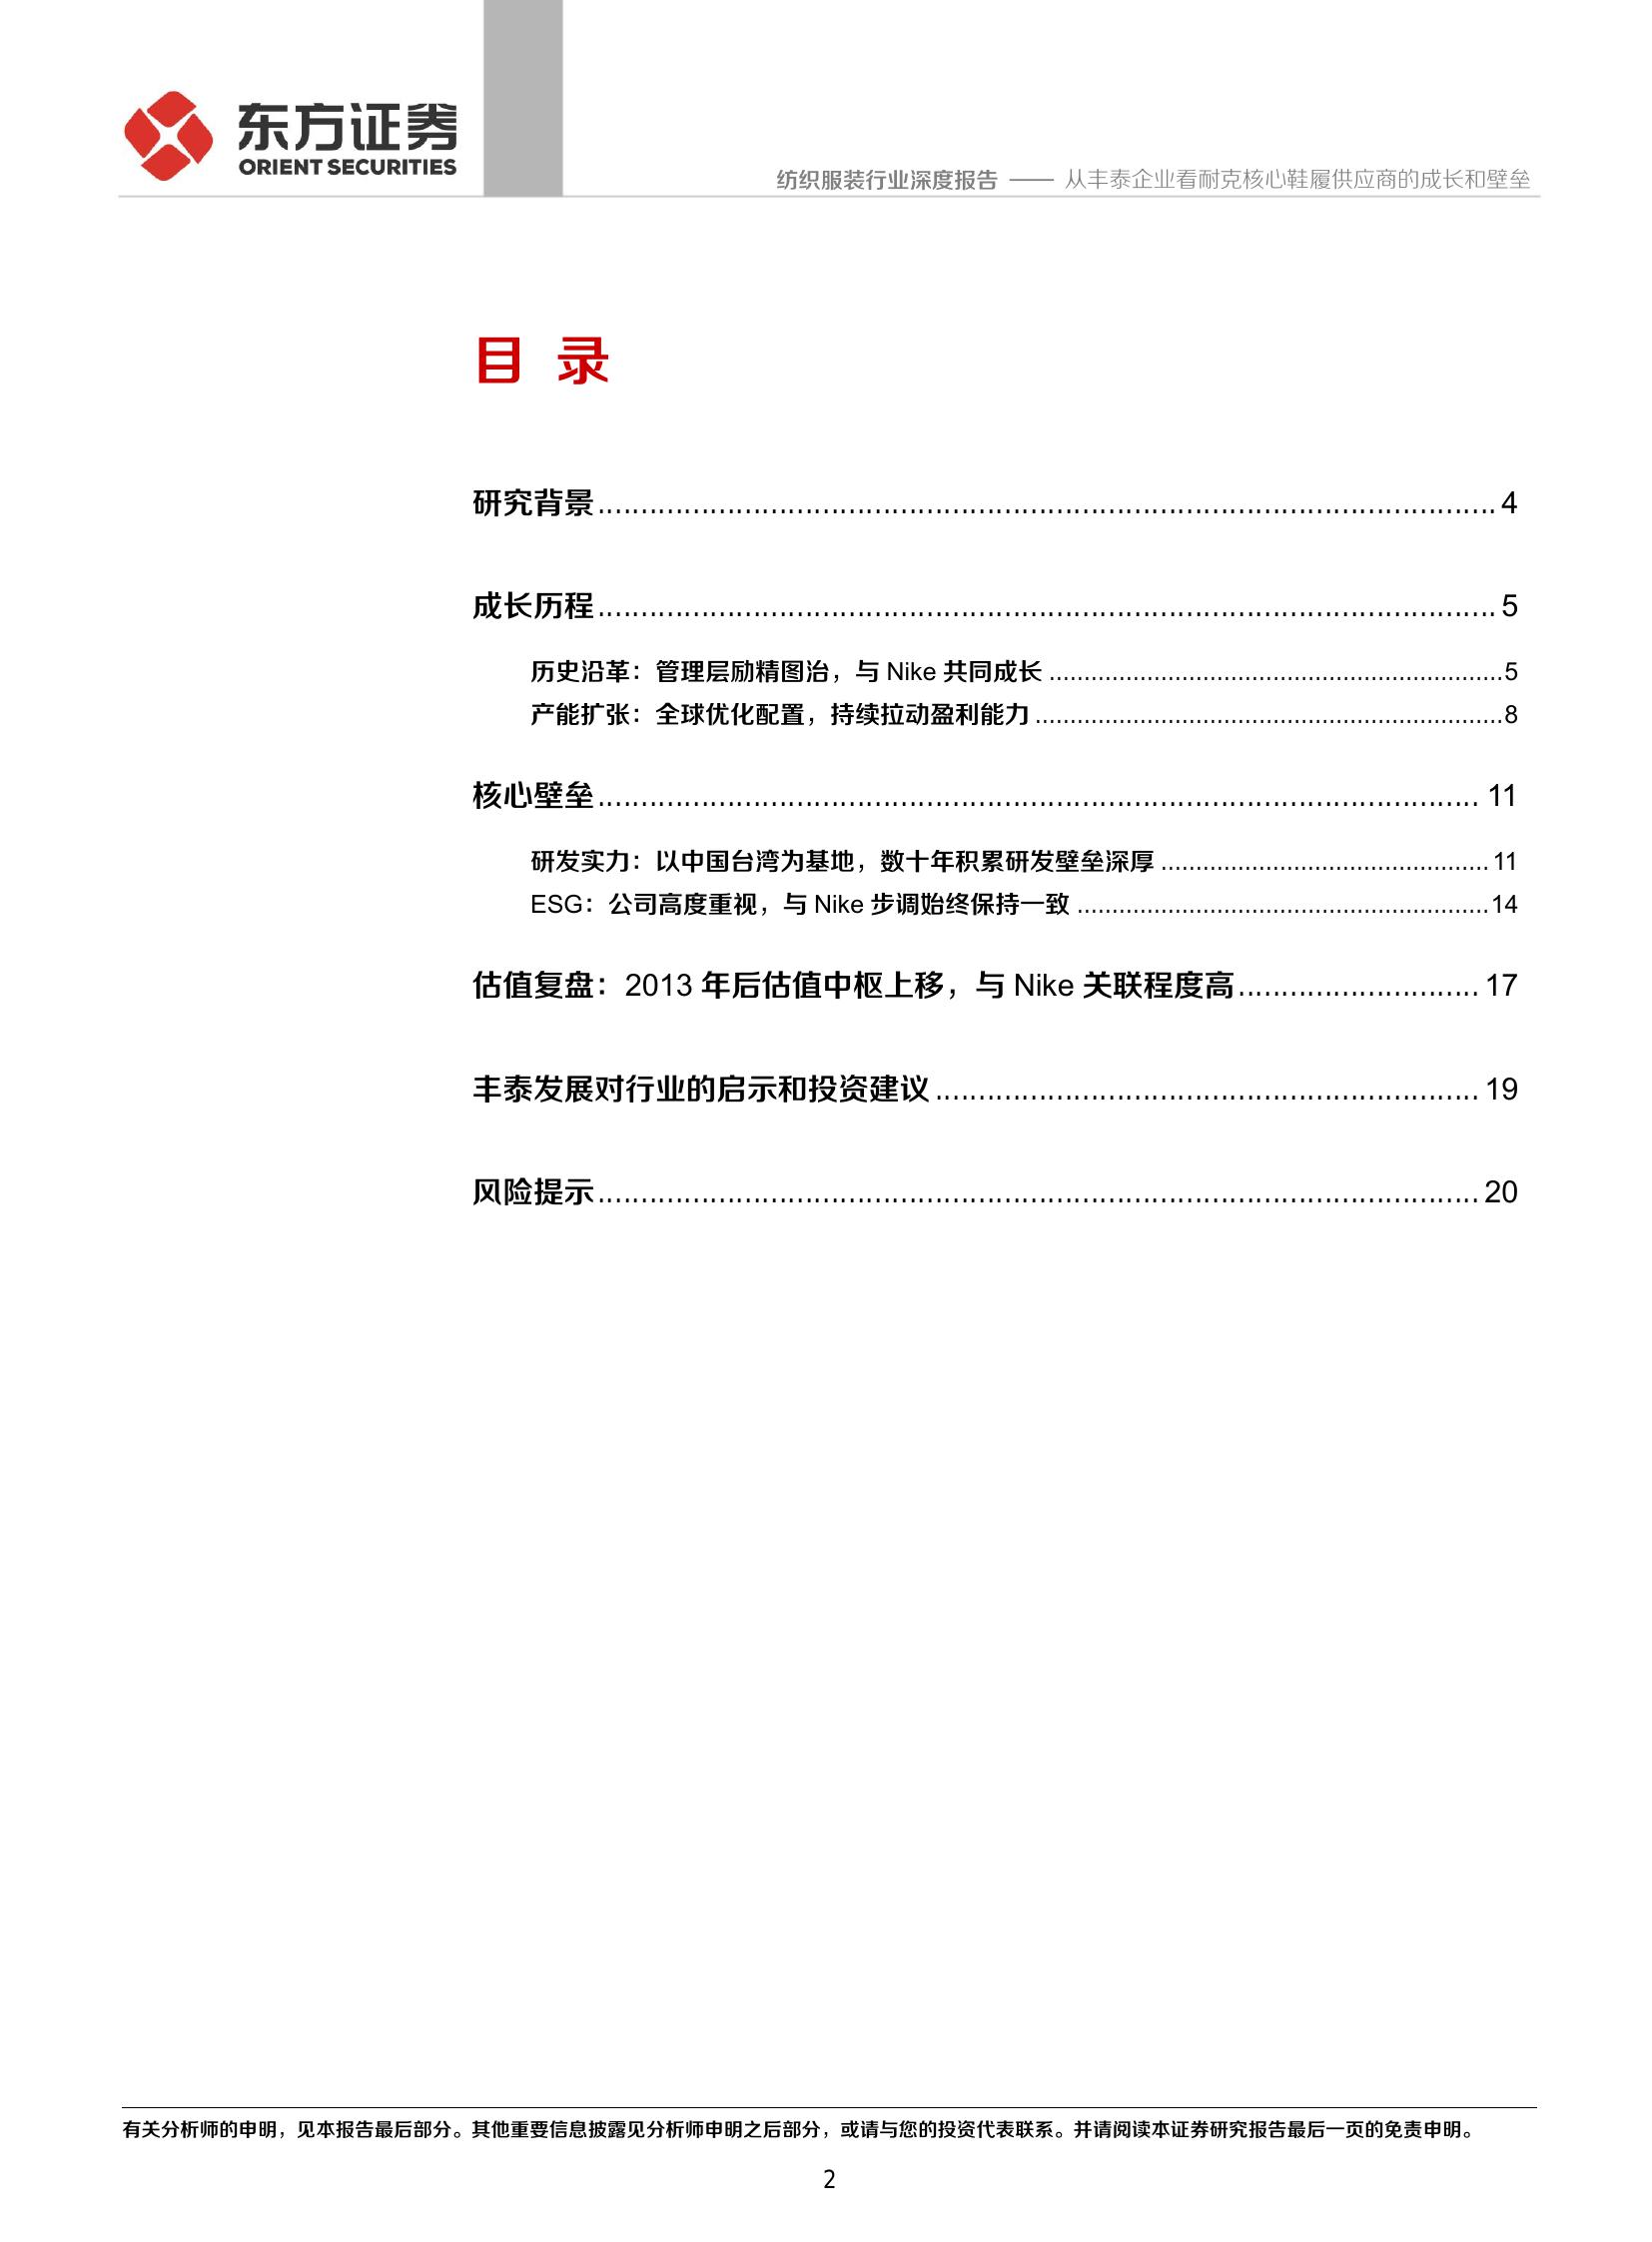 东方证券
ORIENT SECURITIES
纺织服装行业深度报告 —— 从丰泰企业看耐克核心鞋履供应商的成长和壁垒
目 录
研究背景 4
成长历程 5
历史沿革：管理层励精图治，与 Nike 共同成长 5
产能扩张：全球优化配置，持续拉动盈利能力 8
核心壁垒 11
研发实力：以中国台湾为基地，数十年积累研发壁垒深厚 11
ESG：公司高度重视，与 Nike 步调始终保持一致 14
估值复盘：2013 年后估值中枢上移，与 Nike 关联程度高 17
丰泰发展对行业的启示和投资建议 19
风险提示 20
有关分析师的申明，见本报告最后部分。其他重要信息披露见分析师申明之后部分，或请与您的投资代表联系。并请阅读本证券研究报告最后一页的免责申明。
2